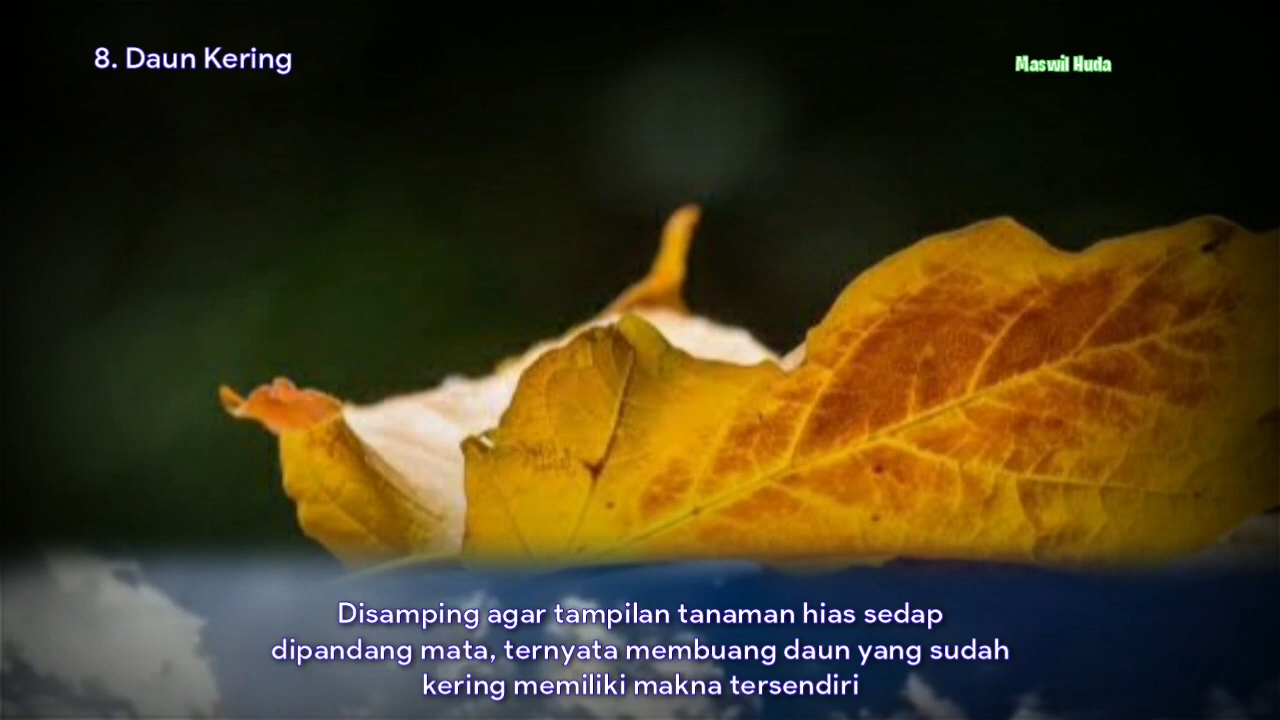 8. Daun Kering
Maswil Huda
Disamping agar tampilan tanaman hias sedap
dipandang mata, ternyata membuang daun yang sudah
kering memiliki makna tersendiri